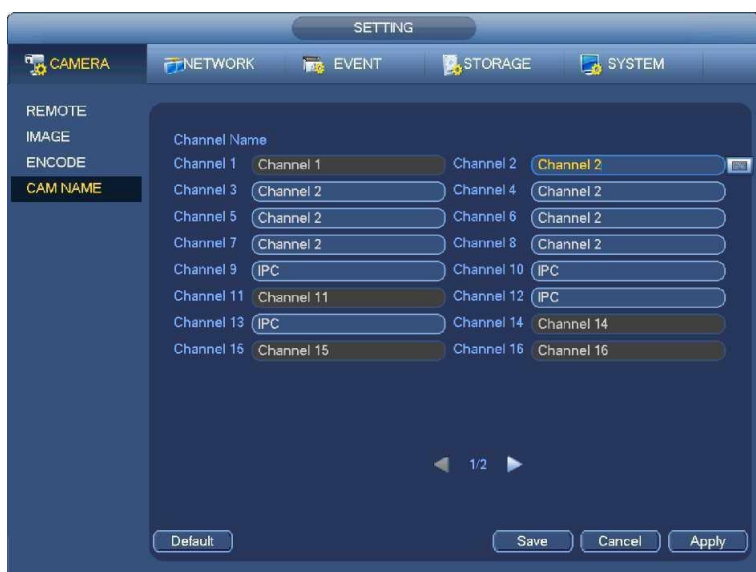 SETTING
CAMERA NETWORK EVENT STORAGE SYSTEM
REMOTE
IMAGE
ENCODE
CAM NAME
Channel Name
Channel 1 Channel 1 Channel 2 Channel 2
Channel 3 Channel 2 Channel 4 Channel 2
Channel 5 Channel 2 Channel 6 Channel 2
Channel 7 Channel 2 Channel 8 Channel 2
Channel 9 IPC Channel 10 IPC
Channel 11 Channel 11 Channel 12 IPC
Channel 13 IPC Channel 14 Channel 14
Channel 15 Channel 15 Channel 16 Channel 16
1/2
Default Save Cancel Apply